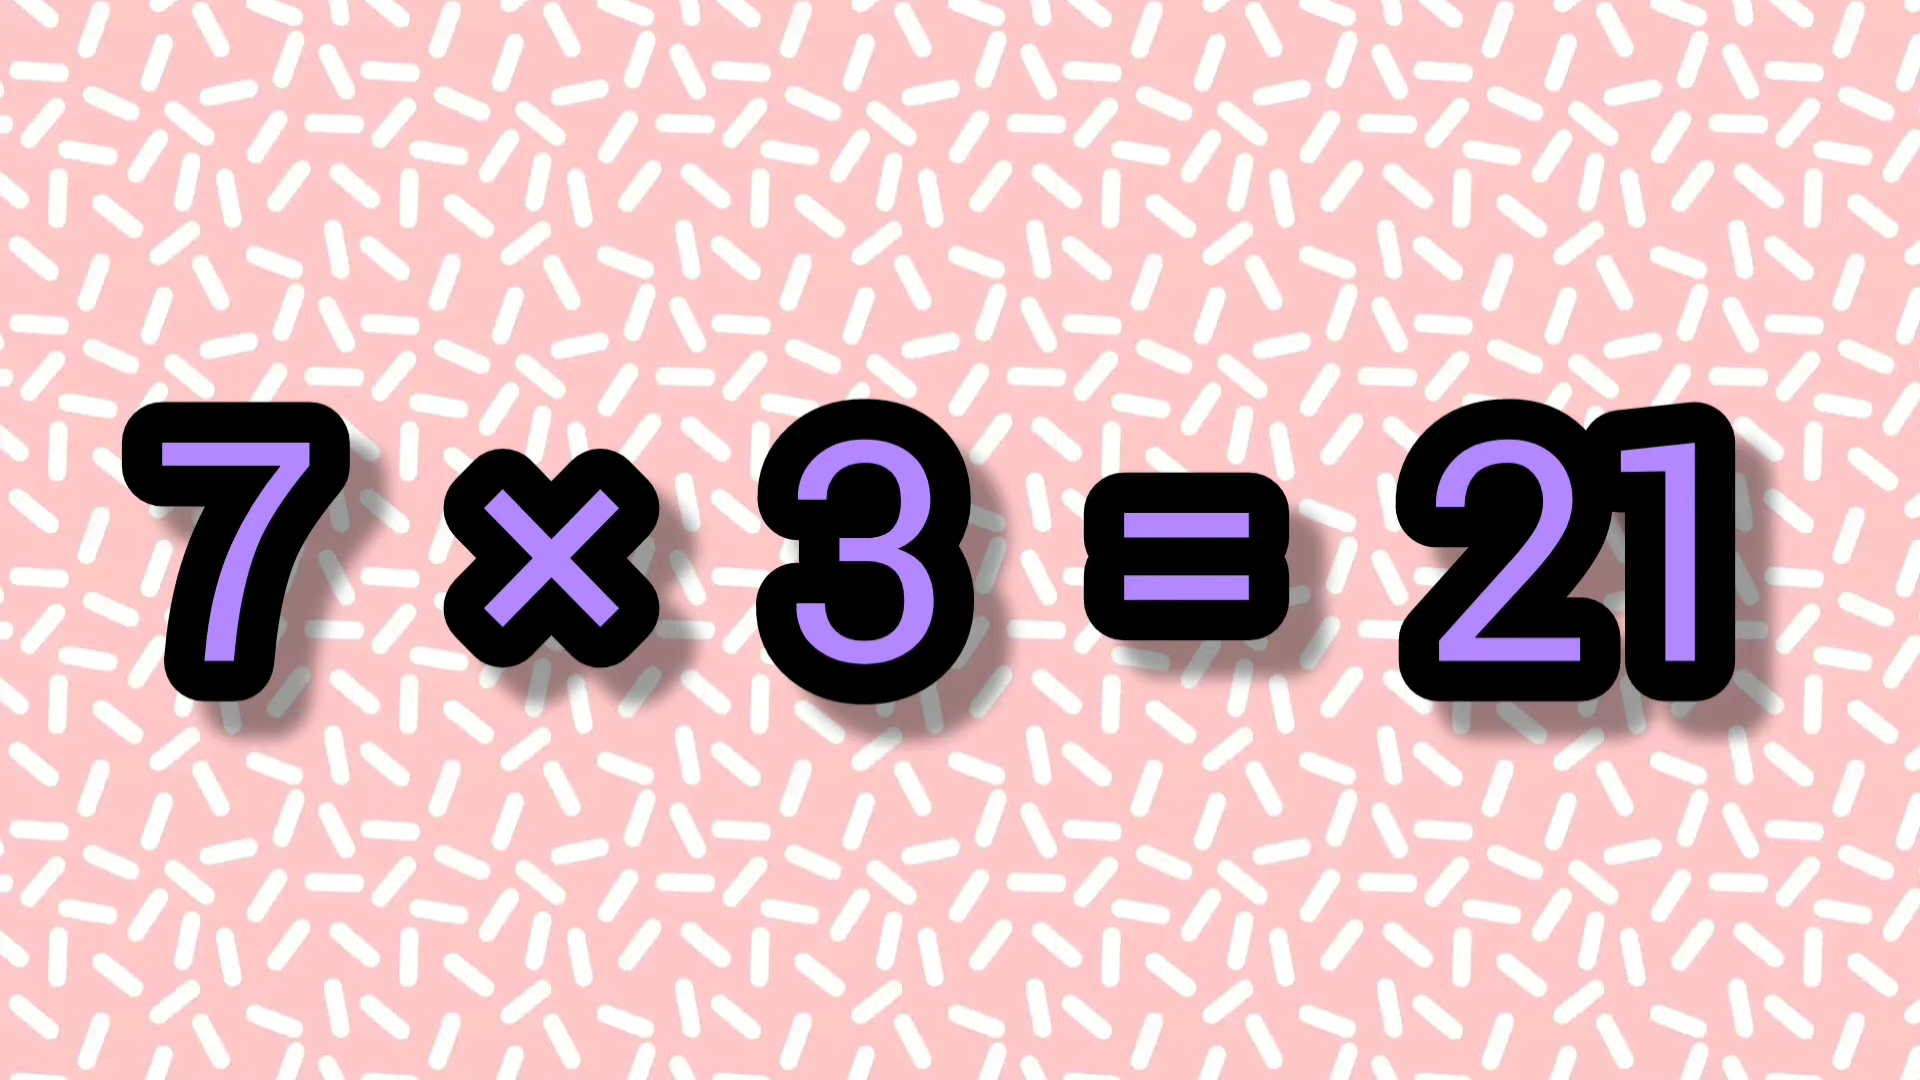 7 × 3 = 21